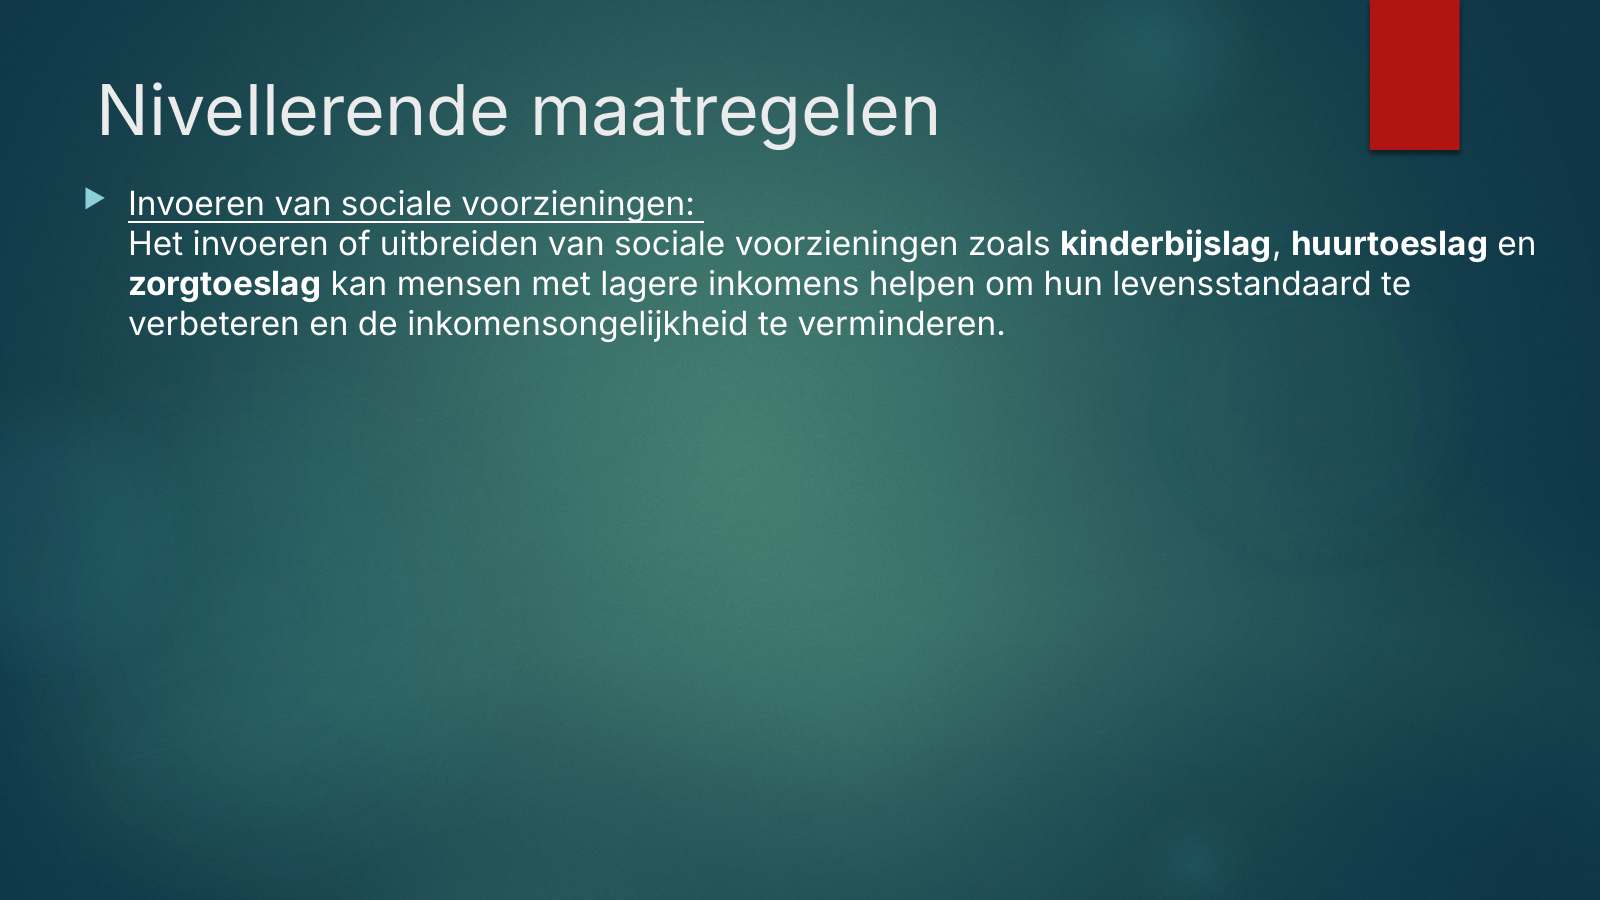 Nivellerende maatregelen
Invoeren van sociale voorzieningen:
Het invoeren of uitbreiden van sociale voorzieningen zoals kinderbijslag, huurtoeslag en
zorgtoeslag kan mensen met lagere inkomens helpen om hun levensstandaard te
verbeteren en de inkomensongelijkheid te verminderen.